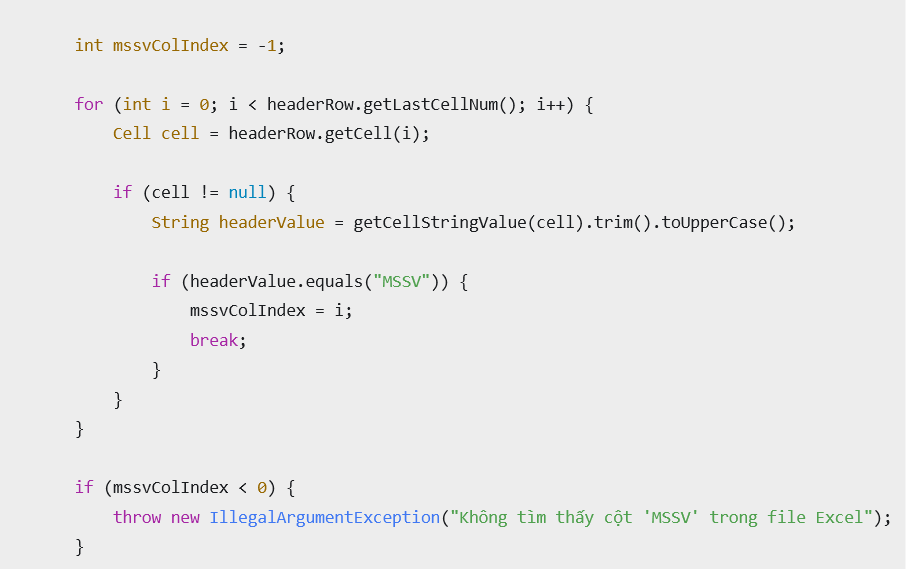 int mssvColIndex = -1;
for (int i = 0; i < headerRow.getLastCellNum(); i++) {
Cell cell = headerRow.getCell(i);
if (cell != null) {
String headerValue = getCellStringValue(cell).trim().toUpperCase();
if (headerValue.equals("MSSV")) {
mssvColIndex = i;
break;
}
}
}
if (mssvColIndex < 0) {
throw new IllegalArgumentException("Không tìm thấy cột 'MSSV' trong file Excel");
}